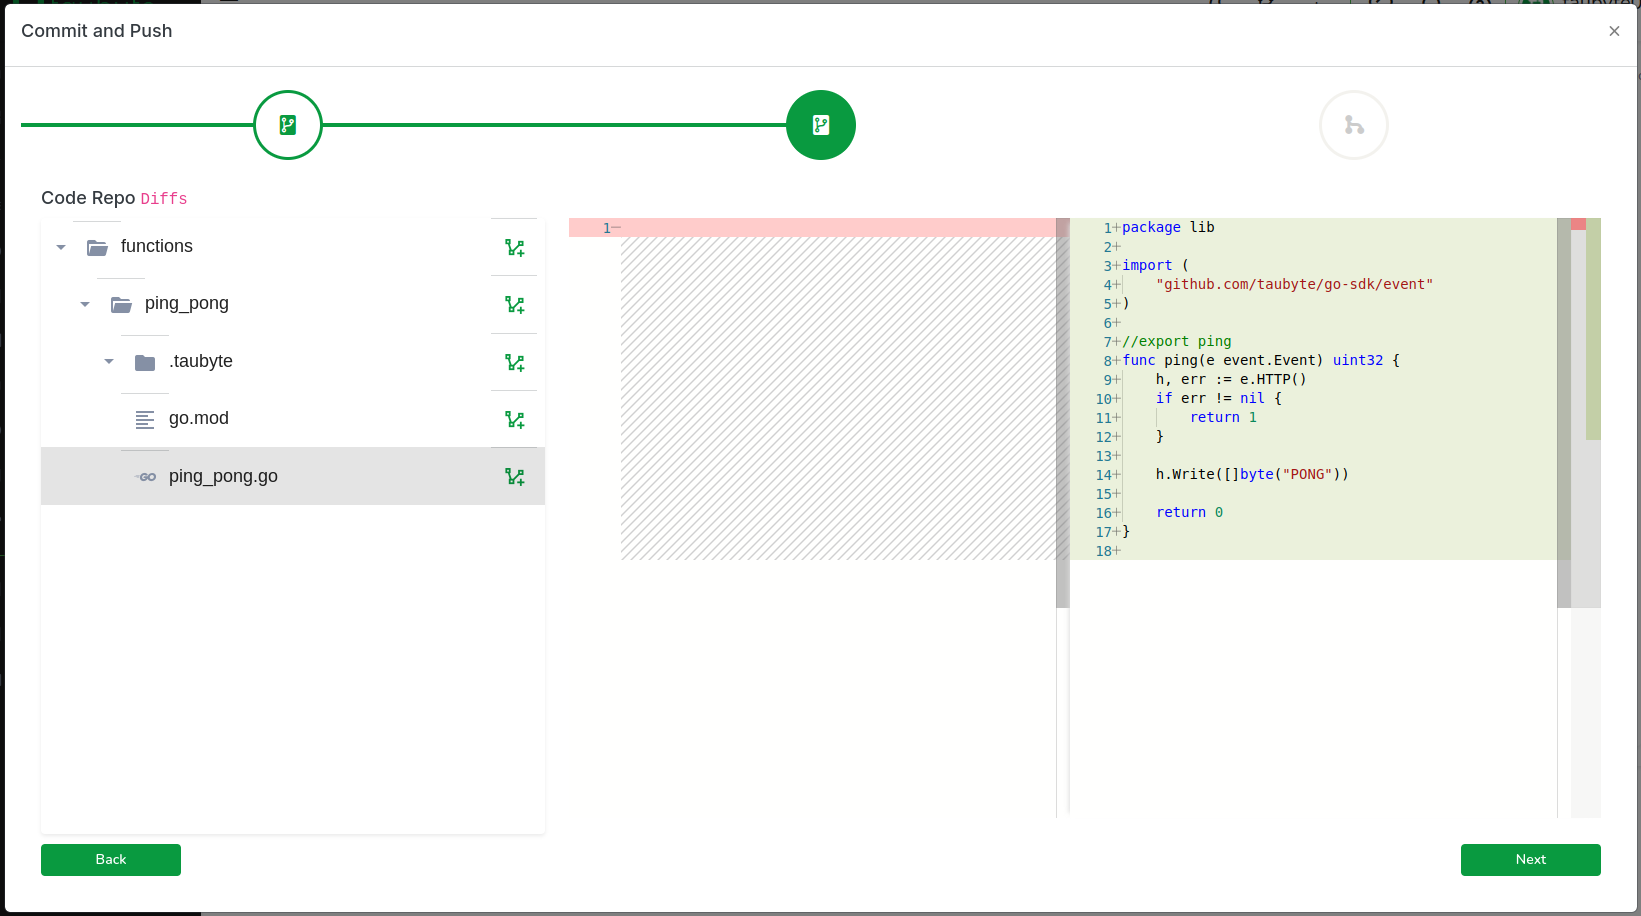 Commit and Push
Code Repo Diffs
functions
ping_pong
.taubyte
go.mod
GO ping_pong.go
1-
1+ package lib
2+
3+ import (
4+ "github.com/taubyte/go-sdk/event"
5+ )
6+
7+ //export ping
8+ func ping(e event.Event) uint32 {
9+ h, err := e.HTTP()
10+ if err != nil {
11+ return 1
12+ }
13+
14+ h.Write([]byte("PONG"))
15+
16+ return 0
17+ }
18+
Back
Next